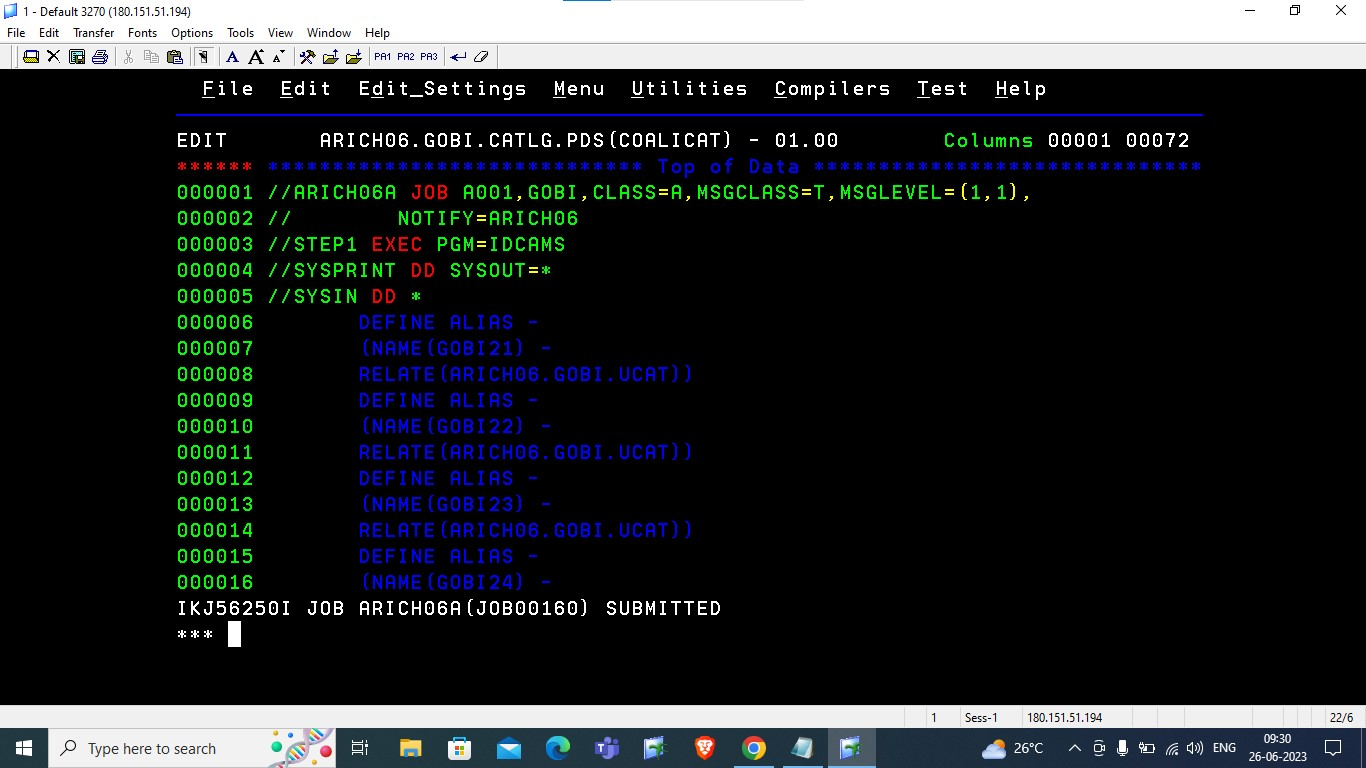 1 - Default 3270 (180.151.51.194)
File Edit Transfer Fonts Options Tools View Window Help
A A A PA1 PA2 PA3
File Edit Edit_Settings Menu Utilities Compilers Test Help
EDIT ARICH06.GOBI.CATLG.PDS(COALICAT) - 01.00 Columns 00001 00072
****** ***************************** Top of Data ******************************
000001 //ARICH06A JOB A001,GOBI,CLASS=A,MSGCLASS=T,MSGLEVEL=(1,1),
000002 // NOTIFY=ARICH06
000003 //STEP1 EXEC PGM=IDCAMS
000004 //SYSPRINT DD SYSOUT=*
000005 //SYSIN DD *
000006 DEFINE ALIAS -
000007 (NAME(GOBI21) -
000008 RELATE(ARICH06.GOBI.UCAT))
000009 DEFINE ALIAS -
000010 (NAME(GOBI22) -
000011 RELATE(ARICH06.GOBI.UCAT))
000012 DEFINE ALIAS -
000013 (NAME(GOBI23) -
000014 RELATE(ARICH06.GOBI.UCAT))
000015 DEFINE ALIAS -
000016 (NAME(GOBI24) -
IKJ56250I JOB ARICH06A(JOB00160) SUBMITTED
***
1 Sess-1 180.151.51.194 22/6
Type here to search 26°C ENG 09:30
26-06-2023